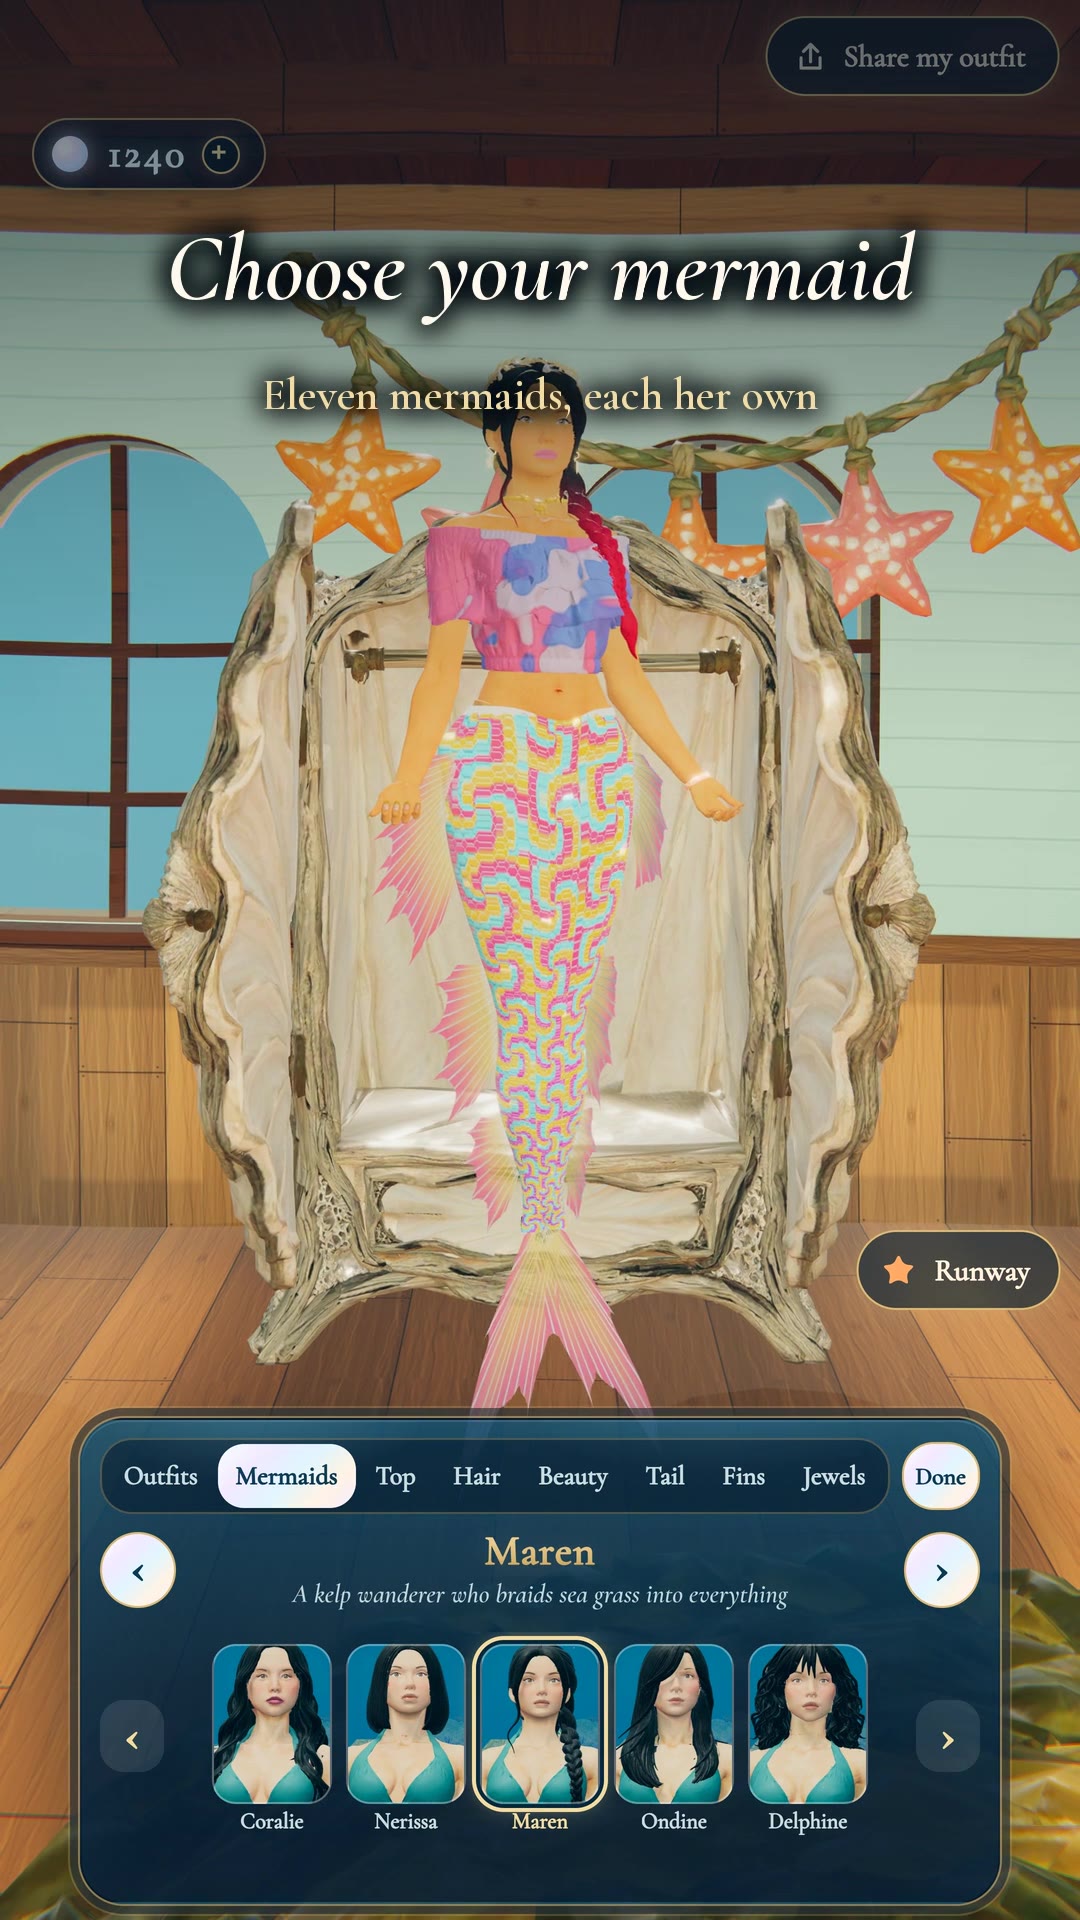 Share my outfit
1240 +
Choose your mermaid
Eleven mermaids, each her own
Runway
Outfits Mermaids Top Hair Beauty Tail Fins Jewels Done
‹ Maren ›
A kelp wanderer who braids sea grass into everything
‹ ›
Coralie Nerissa Maren Ondine Delphine